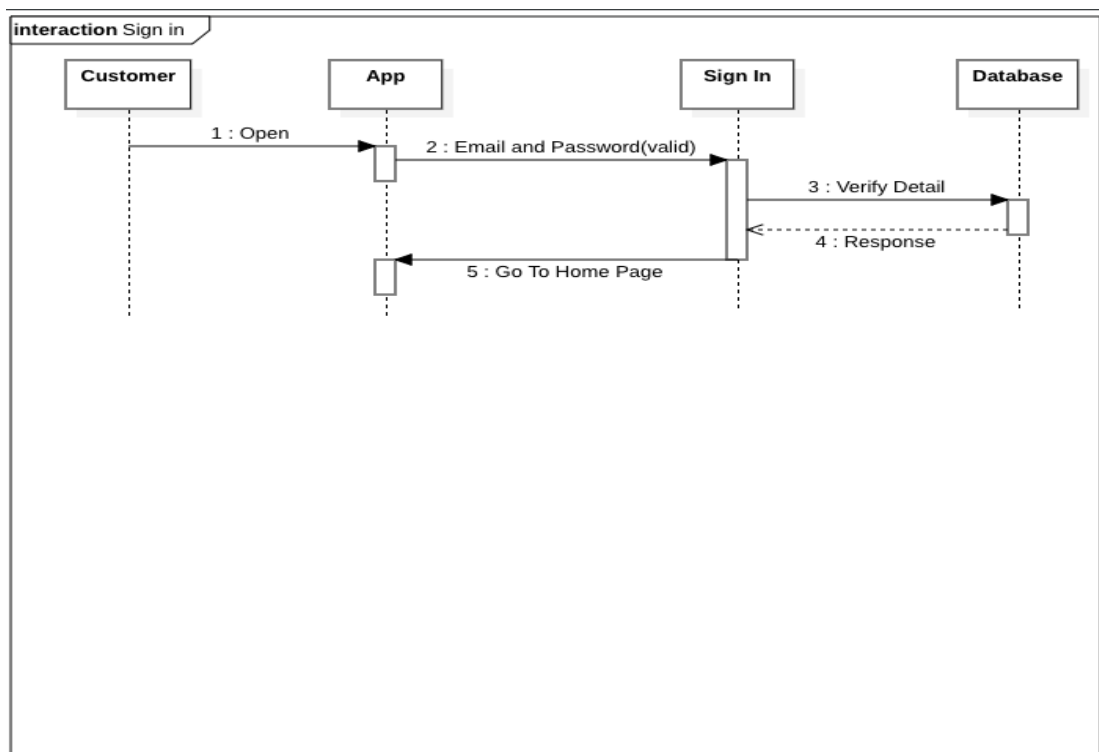 interaction Sign in
Customer
App
Sign In
Database
1 : Open
2 : Email and Password(valid)
3 : Verify Detail
4 : Response
5 : Go To Home Page